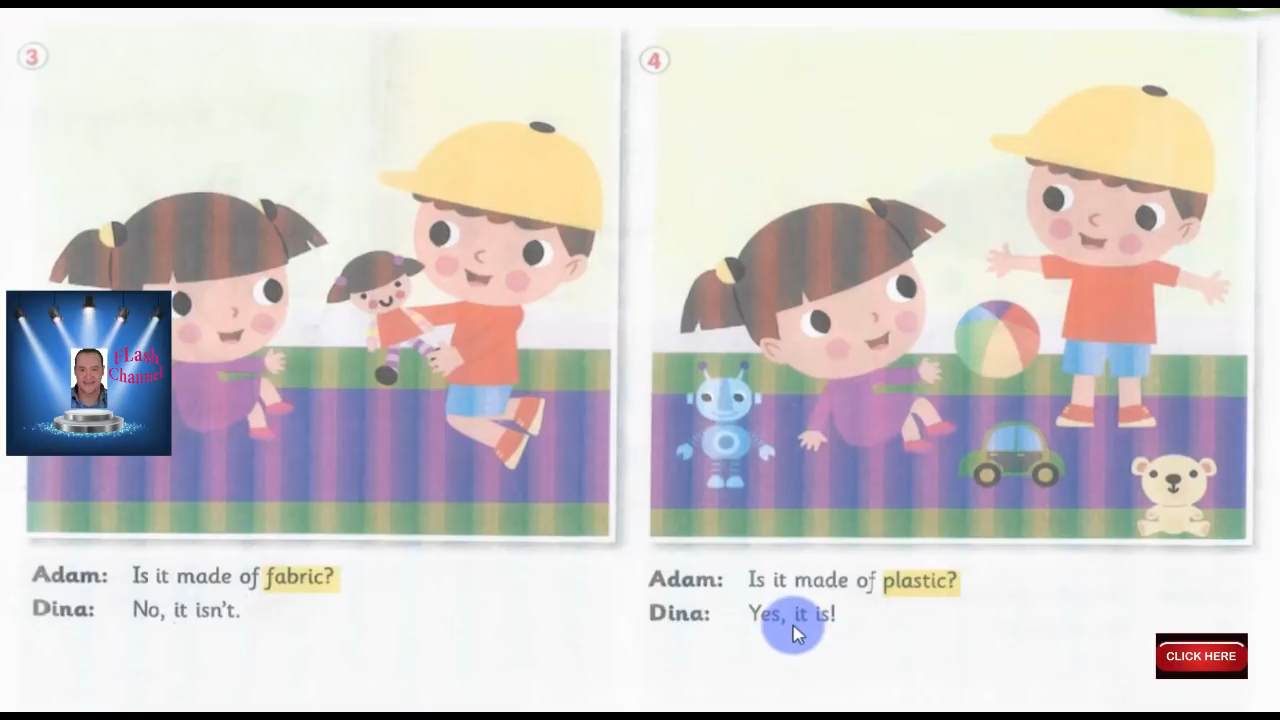 3
4
FLash
Channel
Adam: Is it made of fabric?
Dina: No, it isn't.
Adam: Is it made of plastic?
Dina: Yes, it is!
CLICK HERE